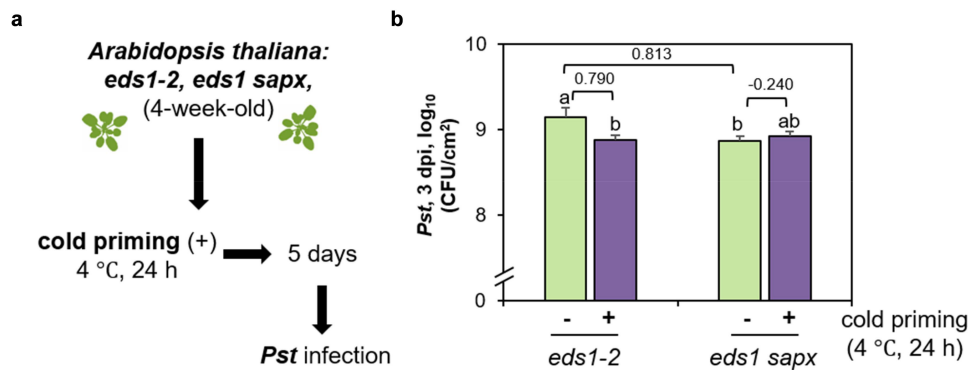 a
Arabidopsis thaliana:
eds1-2, eds1 sapx,
(4-week-old)
cold priming (+)
4 °C, 24 h
5 days
Pst infection
b
Pst, 3 dpi, log10
(CFU/cm2)
10
9
8
0
0.813
0.790
-0.240
a
b
b
ab
- + - +
cold priming
(4 °C, 24 h)
eds1-2
eds1 sapx